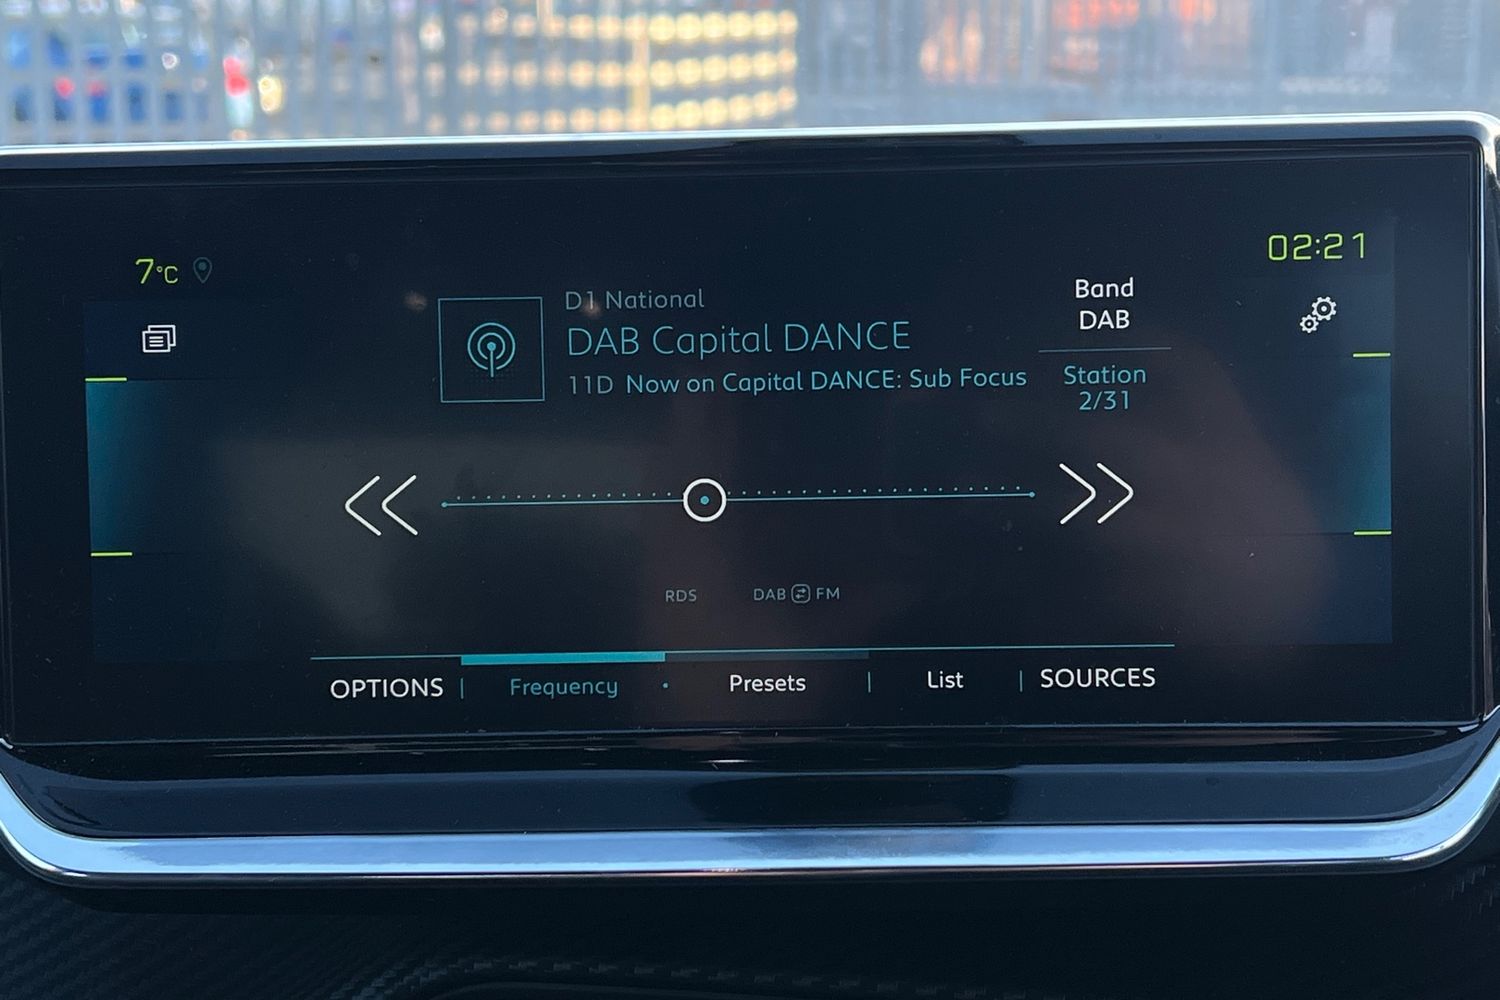 7°C
02:21
D1 National
DAB Capital DANCE
11D Now on Capital DANCE: Sub Focus
Band
DAB
Station
2/31
RDS
DAB FM
OPTIONS | Frequency · Presets | List | SOURCES